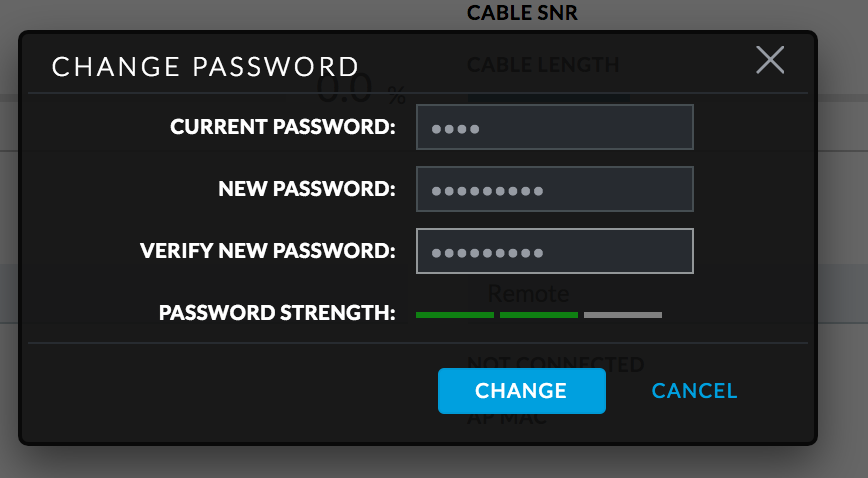 CABLE SNR
CHANGE PASSWORD
CABLE LENGTH
0.0 %
CURRENT PASSWORD: ••••
NEW PASSWORD: •••••••••
VERIFY NEW PASSWORD: •••••••••
Remote
PASSWORD STRENGTH:
NOT CONNECTED
CHANGE CANCEL
AP MAC